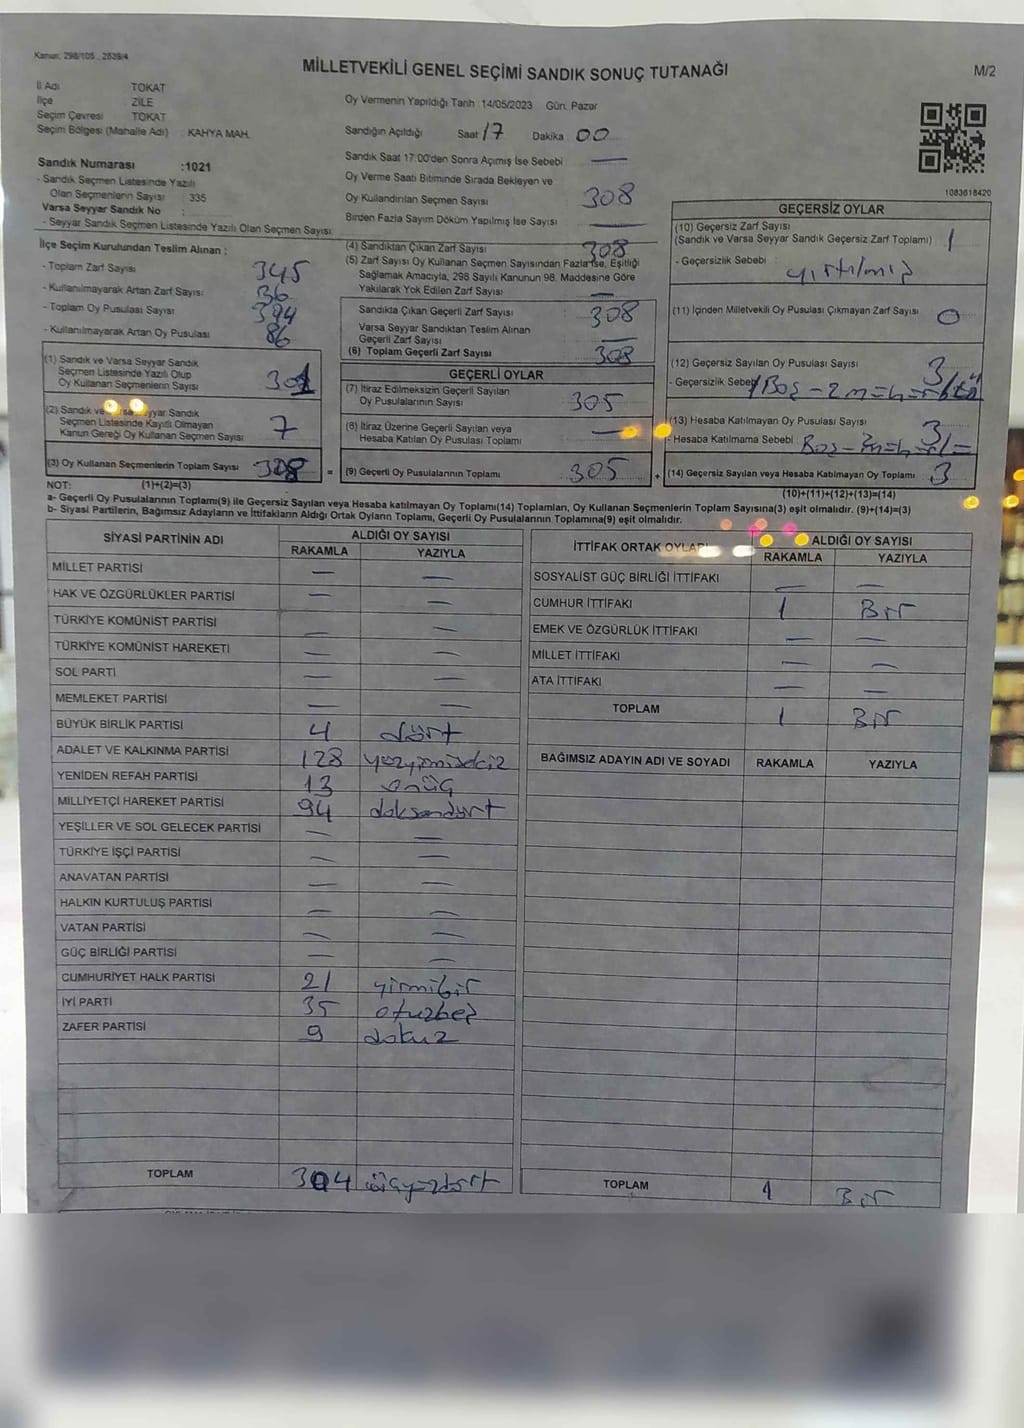 Kanun: 298/105 , 2839/4
MİLLETVEKİLİ GENEL SEÇİMİ SANDIK SONUÇ TUTANAĞI
M/2
İl Adı TOKAT
İlçe ZİLE
Seçim Çevresi TOKAT
Seçim Bölgesi (Mahalle Adı) : KAHYA MAH.
Sandık Numarası :1021
- Sandık Seçmen Listesinde Yazılı
Olan Seçmenlerin Sayısı : 335
Varsa Seyyar Sandık No :
- Seyyar Sandık Seçmen Listesinde Yazılı Olan Seçmen Sayısı
Oy Vermenin Yapıldığı Tarih 14/05/2023 Gün: Pazar
Sandığın Açıldığı Saat 17 Dakika 00
Sandık Saat 17:00'den Sonra Açımış İse Sebebi —
Oy Verme Saati Bitiminde Sırada Bekleyen ve
Oy Kullandırılan Seçmen Sayısı 308
Birden Fazla Sayım Döküm Yapılmış İse Sayısı —
1083618420
İlçe Seçim Kurulundan Teslim Alınan :
- Toplam Zarf Sayısı 345
- Kullanılmayarak Artan Zarf Sayısı 36
- Toplam Oy Pusulası Sayısı 394
- Kullanılmayarak Artan Oy Pusulası 86
(1) Sandık ve Varsa Seyyar Sandık
Seçmen Listesinde Yazılı Olup
Oy Kullanan Seçmenlerin Sayısı 301
(2) Sandık ve Varsa Seyyar Sandık
Seçmen Listesinde Kayıtlı Olmayan
Kanun Gereği Oy Kullanan Seçmen Sayısı 7
(3) Oy Kullanan Seçmenlerin Toplam Sayısı 308 =
(4) Sandıktan Çıkan Zarf Sayısı 308
(5) Zarf Sayısı Oy Kullanan Seçmen Sayısından Fazla İse, Eşitliği
Sağlamak Amacıyla, 298 Sayılı Kanunun 98. Maddesine Göre
Yakılarak Yok Edilen Zarf Sayısı —
Sandıkta Çıkan Geçerli Zarf Sayısı 308
Varsa Seyyar Sandıktan Teslim Alınan
Geçerli Zarf Sayısı —
(6) Toplam Geçerli Zarf Sayısı 308
GEÇERLİ OYLAR
(7) İtiraz Edilmeksizin Geçerli Sayılan
Oy Pusulalarının Sayısı 305
(8) İtiraz Üzerine Geçerli Sayılan veya
Hesaba Katılan Oy Pusulası Toplamı —
(9) Geçerli Oy Pusulalarının Toplamı 305 +
GEÇERSİZ OYLAR
(10) Geçersiz Zarf Sayısı
(Sandık ve Varsa Seyyar Sandık Geçersiz Zarf Toplamı) 1
- Geçersizlik Sebebi : yırtılmış
(11) İçinden Milletvekili Oy Pusulası Çıkmayan Zarf Sayısı 0
(12) Geçersiz Sayılan Oy Pusulası Sayısı 3
- Geçersizlik Sebebi
(13) Hesaba Katılmayan Oy Pusulası Sayısı 3
- Hesaba Katılmama Sebebi
(14) Geçersiz Sayılan veya Hesaba Katılmayan Oy Toplamı 3
NOT: (1)+(2)=(3)
(10)+(11)+(12)+(13)=(14)
a- Geçerli Oy Pusulalarının Toplamı(9) ile Geçersiz Sayılan veya Hesaba katılmayan Oy Toplamı(14) Toplamları, Oy Kullanan Seçmenlerin Toplam Sayısına(3) eşit olmalıdır. (9)+(14)=(3)
b- Siyasi Partilerin, Bağımsız Adayların ve İttifakların Aldığı Ortak Oyların Toplamı, Geçerli Oy Pusulalarının Toplamına(9) eşit olmalıdır.
SİYASİ PARTİNİN ADI ALDIĞI OY SAYISI
RAKAMLA YAZIYLA
MİLLET PARTİSİ — —
HAK VE ÖZGÜRLÜKLER PARTİSİ — —
TÜRKİYE KOMÜNİST PARTİSİ — —
TÜRKİYE KOMÜNİST HAREKETİ — —
SOL PARTİ — —
MEMLEKET PARTİSİ — —
BÜYÜK BİRLİK PARTİSİ 4 dört
ADALET VE KALKINMA PARTİSİ 128 yüzyirmisekiz
YENİDEN REFAH PARTİSİ 13 onüç
MİLLİYETÇİ HAREKET PARTİSİ 94 doksandört
YEŞİLLER VE SOL GELECEK PARTİSİ — —
TÜRKİYE İŞÇİ PARTİSİ — —
ANAVATAN PARTİSİ — —
HALKIN KURTULUŞ PARTİSİ — —
VATAN PARTİSİ — —
GÜÇ BİRLİĞİ PARTİSİ — —
CUMHURİYET HALK PARTİSİ 21 yirmibir
İYİ PARTİ 35 otuzbeş
ZAFER PARTİSİ 9 dokuz
TOPLAM 304 üçyüzdört
İTTİFAK ORTAK OYLARI ALDIĞI OY SAYISI
RAKAMLA YAZIYLA
SOSYALİST GÜÇ BİRLİĞİ İTTİFAKI — —
CUMHUR İTTİFAKI 1 Bir
EMEK VE ÖZGÜRLÜK İTTİFAKI — —
MİLLET İTTİFAKI — —
ATA İTTİFAKI — —
TOPLAM 1 Bir
BAĞIMSIZ ADAYIN ADI VE SOYADI RAKAMLA YAZIYLA
TOPLAM 1 Bir